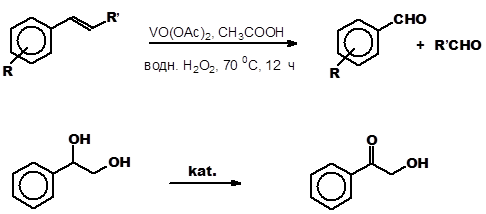 R'
R
VO(OAc)2, CH3COOH
водн. H2O2, 70 0C, 12 ч
CHO
R
+ R'CHO
OH
OH
kat.
O
OH